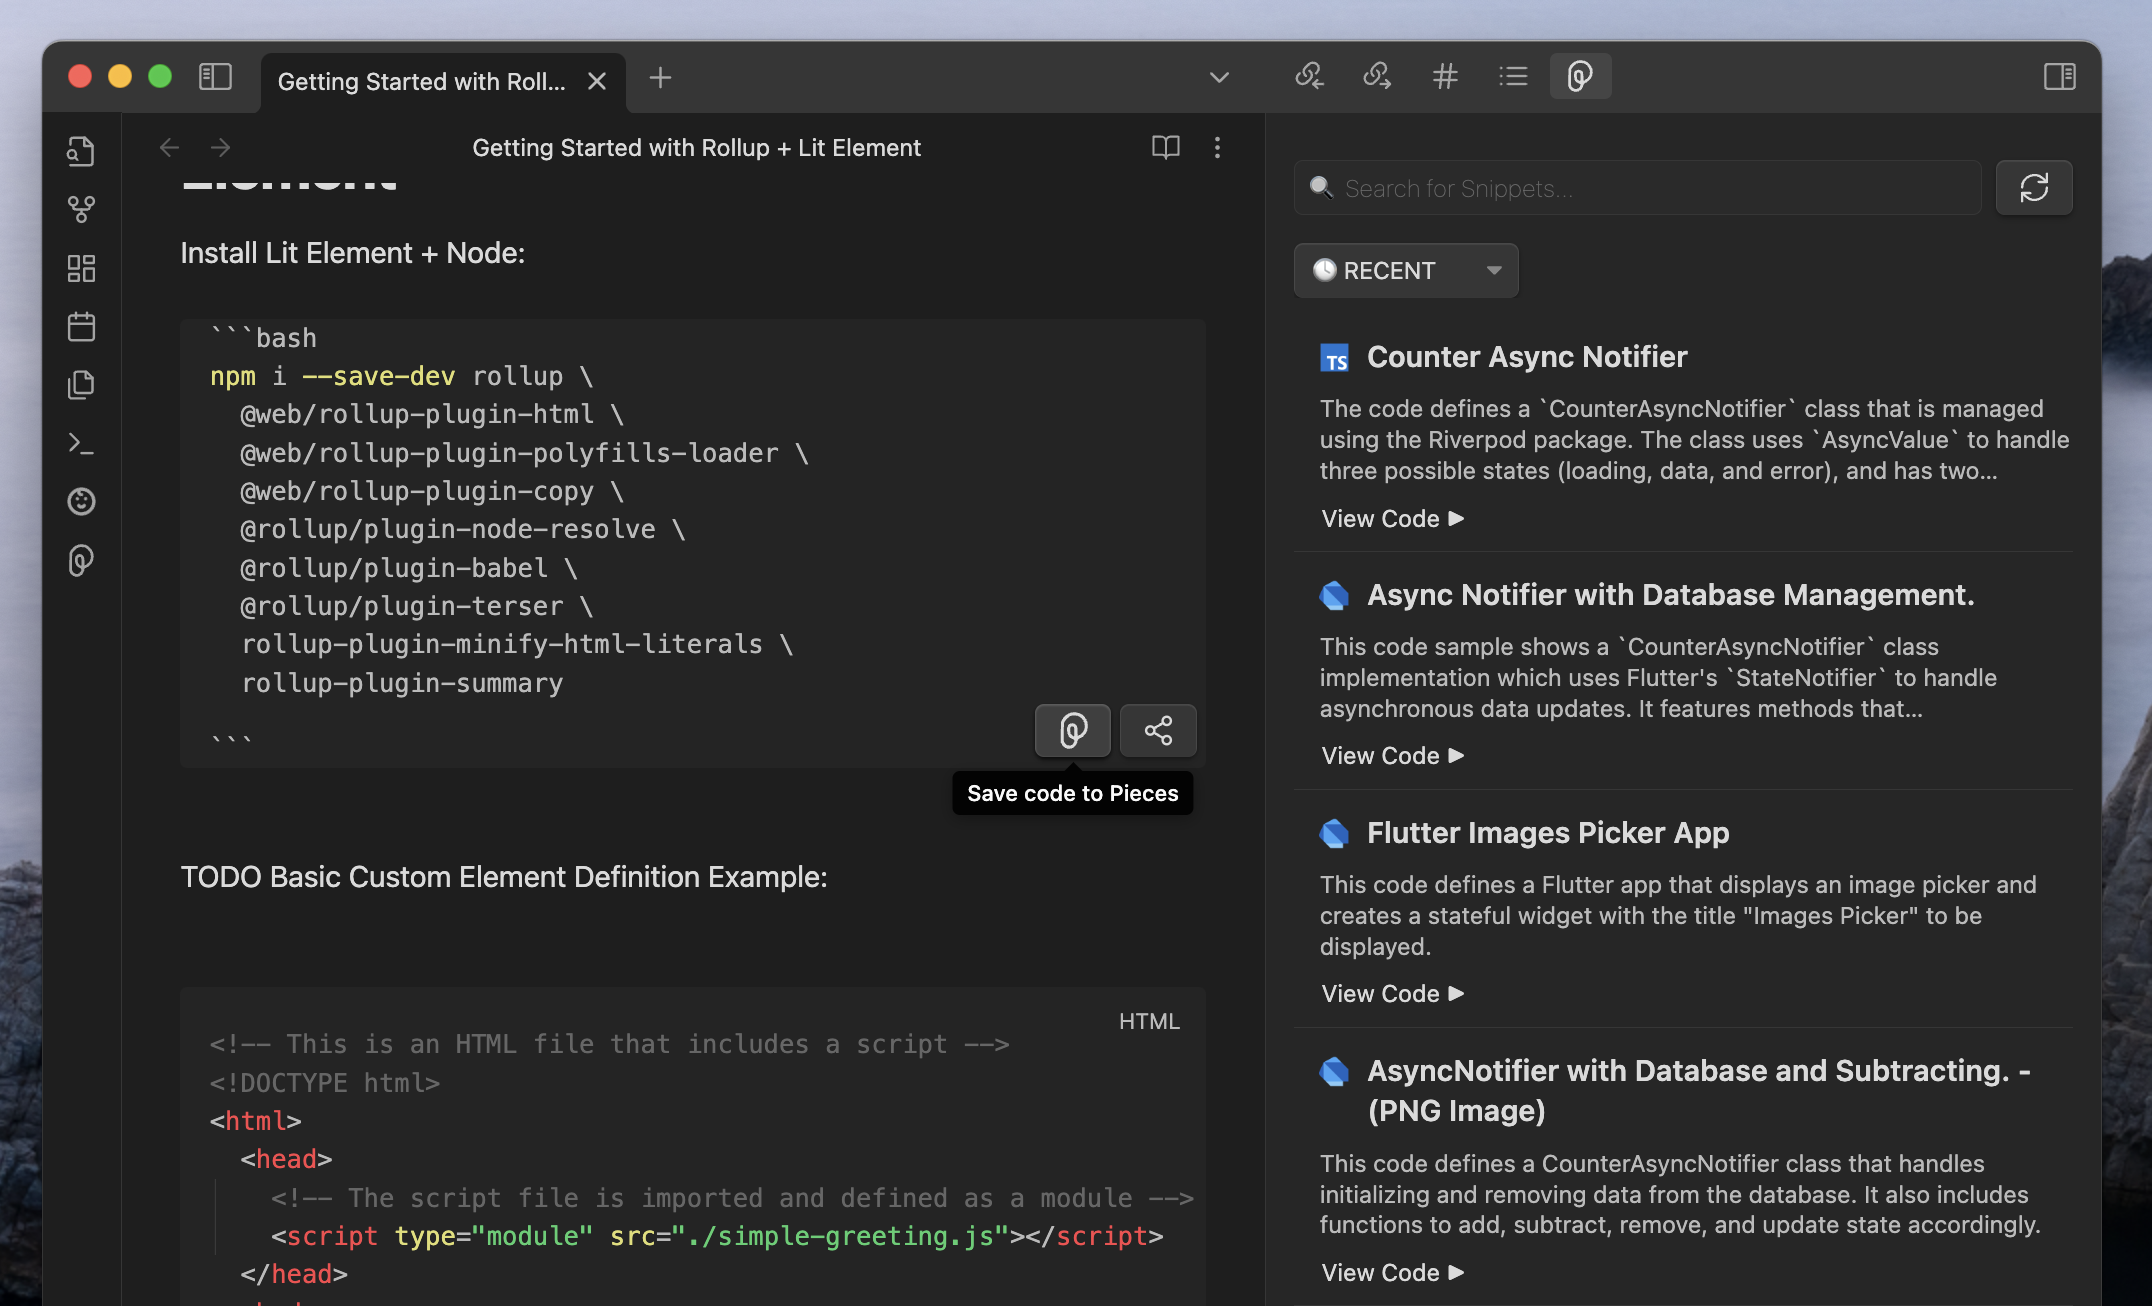 Getting Started with Roll...
Getting Started with Rollup + Lit Element
Element
Install Lit Element + Node:
```bash
npm i --save-dev rollup \
  @web/rollup-plugin-html \
  @web/rollup-plugin-polyfills-loader \
  @web/rollup-plugin-copy \
  @rollup/plugin-node-resolve \
  @rollup/plugin-babel \
  @rollup/plugin-terser \
  rollup-plugin-minify-html-literals \
  rollup-plugin-summary
```
Save code to Pieces
TODO Basic Custom Element Definition Example:
HTML
<!-- This is an HTML file that includes a script -->
<!DOCTYPE html>
<html>
  <head>
    <!-- The script file is imported and defined as a module -->
    <script type="module" src="./simple-greeting.js"></script>
  </head>
Search for Snippets...
RECENT
TS Counter Async Notifier
The code defines a `CounterAsyncNotifier` class that is managed
using the Riverpod package. The class uses `AsyncValue` to handle
three possible states (loading, data, and error), and has two...
View Code
Async Notifier with Database Management.
This code sample shows a `CounterAsyncNotifier` class
implementation which uses Flutter's `StateNotifier` to handle
asynchronous data updates. It features methods that...
View Code
Flutter Images Picker App
This code defines a Flutter app that displays an image picker and
creates a stateful widget with the title "Images Picker" to be
displayed.
View Code
AsyncNotifier with Database and Subtracting. -
(PNG Image)
This code defines a CounterAsyncNotifier class that handles
initializing and removing data from the database. It also includes
functions to add, subtract, remove, and update state accordingly.
View Code